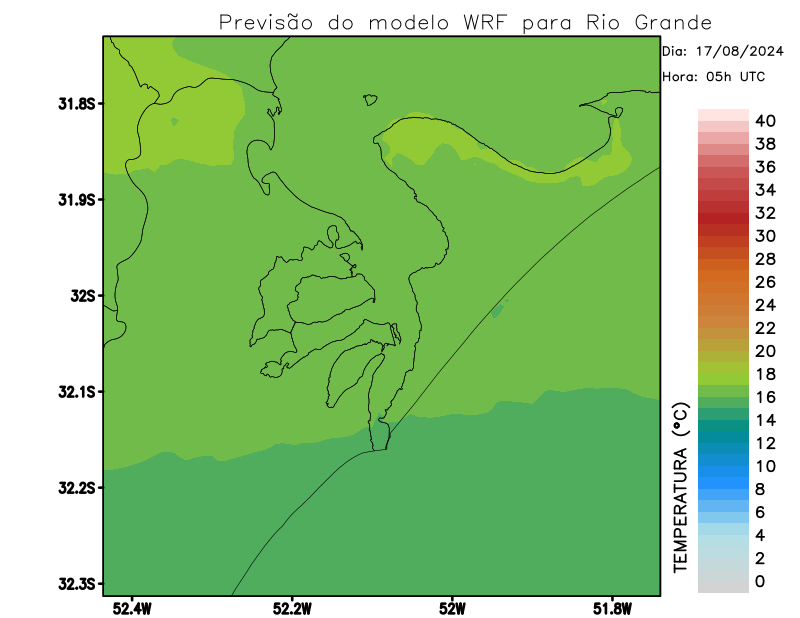 Previsão do modelo WRF para Rio Grande
Dia: 17/08/2024
Hora: 05h UTC
31.8S
31.9S
32S
32.1S
32.2S
32.3S
52.4W
52.2W
52W
51.8W
40
38
36
34
32
30
28
26
24
22
20
18
16
14
12
10
8
6
4
2
0
TEMPERATURA (°C)